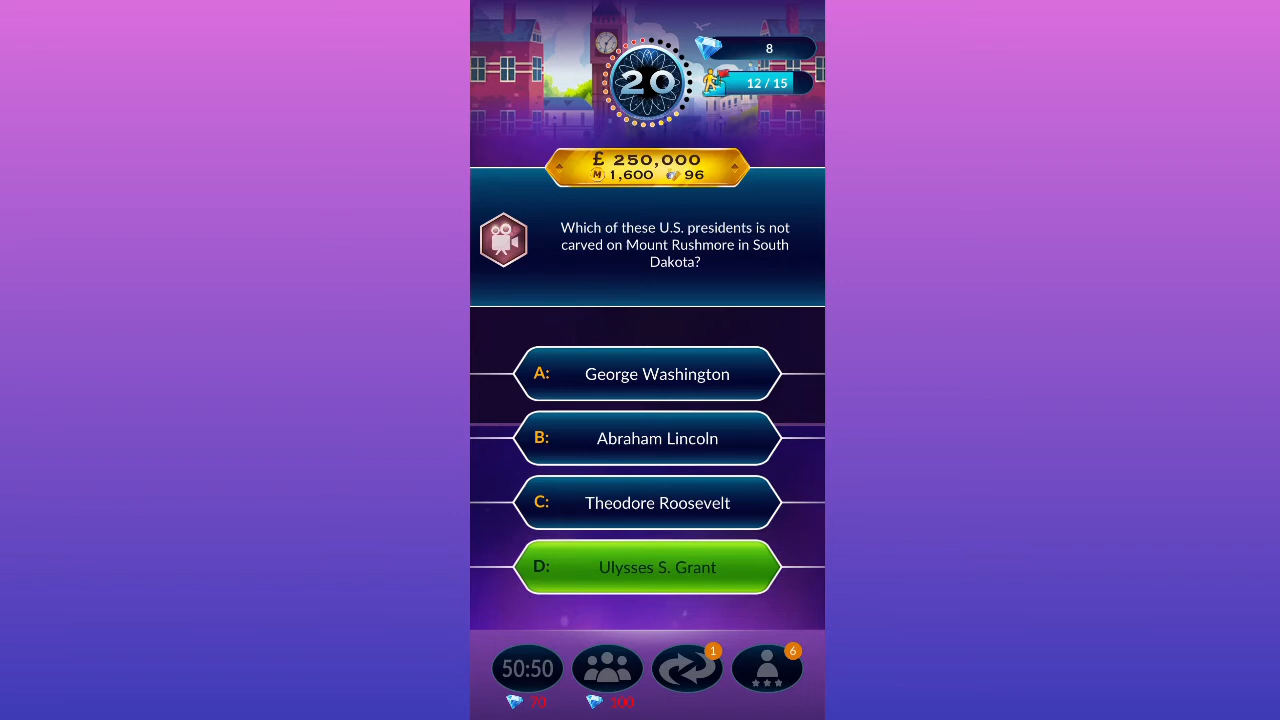 20
8
12 / 15
£ 250,000
1,600 96
Which of these U.S. presidents is not
carved on Mount Rushmore in South
Dakota?
A: George Washington
B: Abraham Lincoln
C: Theodore Roosevelt
D: Ulysses S. Grant
50:50
1
6
70
100